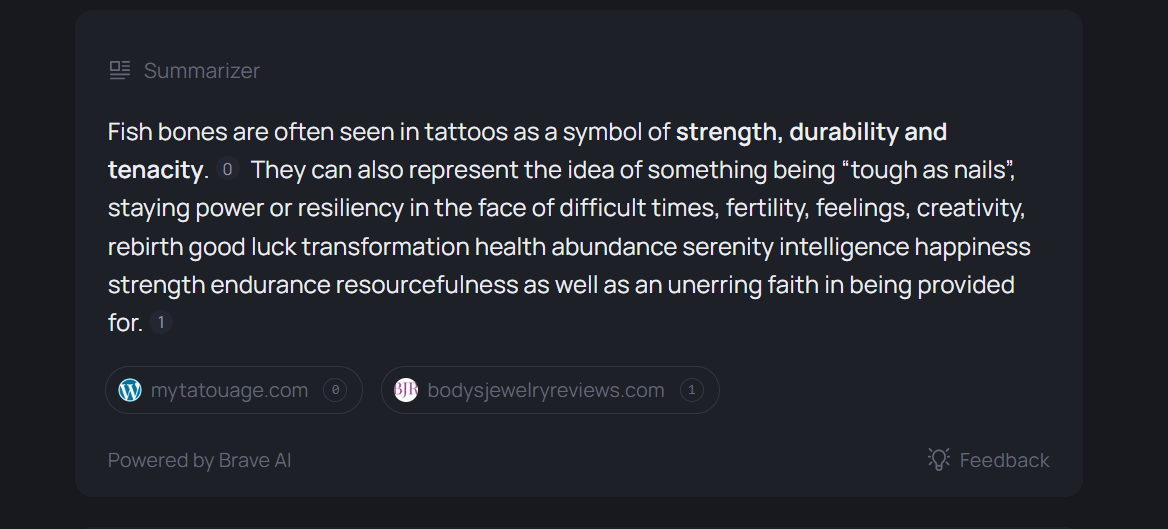 Summarizer
Fish bones are often seen in tattoos as a symbol of strength, durability and
tenacity. 0 They can also represent the idea of something being “tough as nails”,
staying power or resiliency in the face of difficult times, fertility, feelings, creativity,
rebirth good luck transformation health abundance serenity intelligence happiness
strength endurance resourcefulness as well as an unerring faith in being provided
for. 1
mytatouage.com 0 BJR bodysjewelryreviews.com 1
Powered by Brave AI Feedback